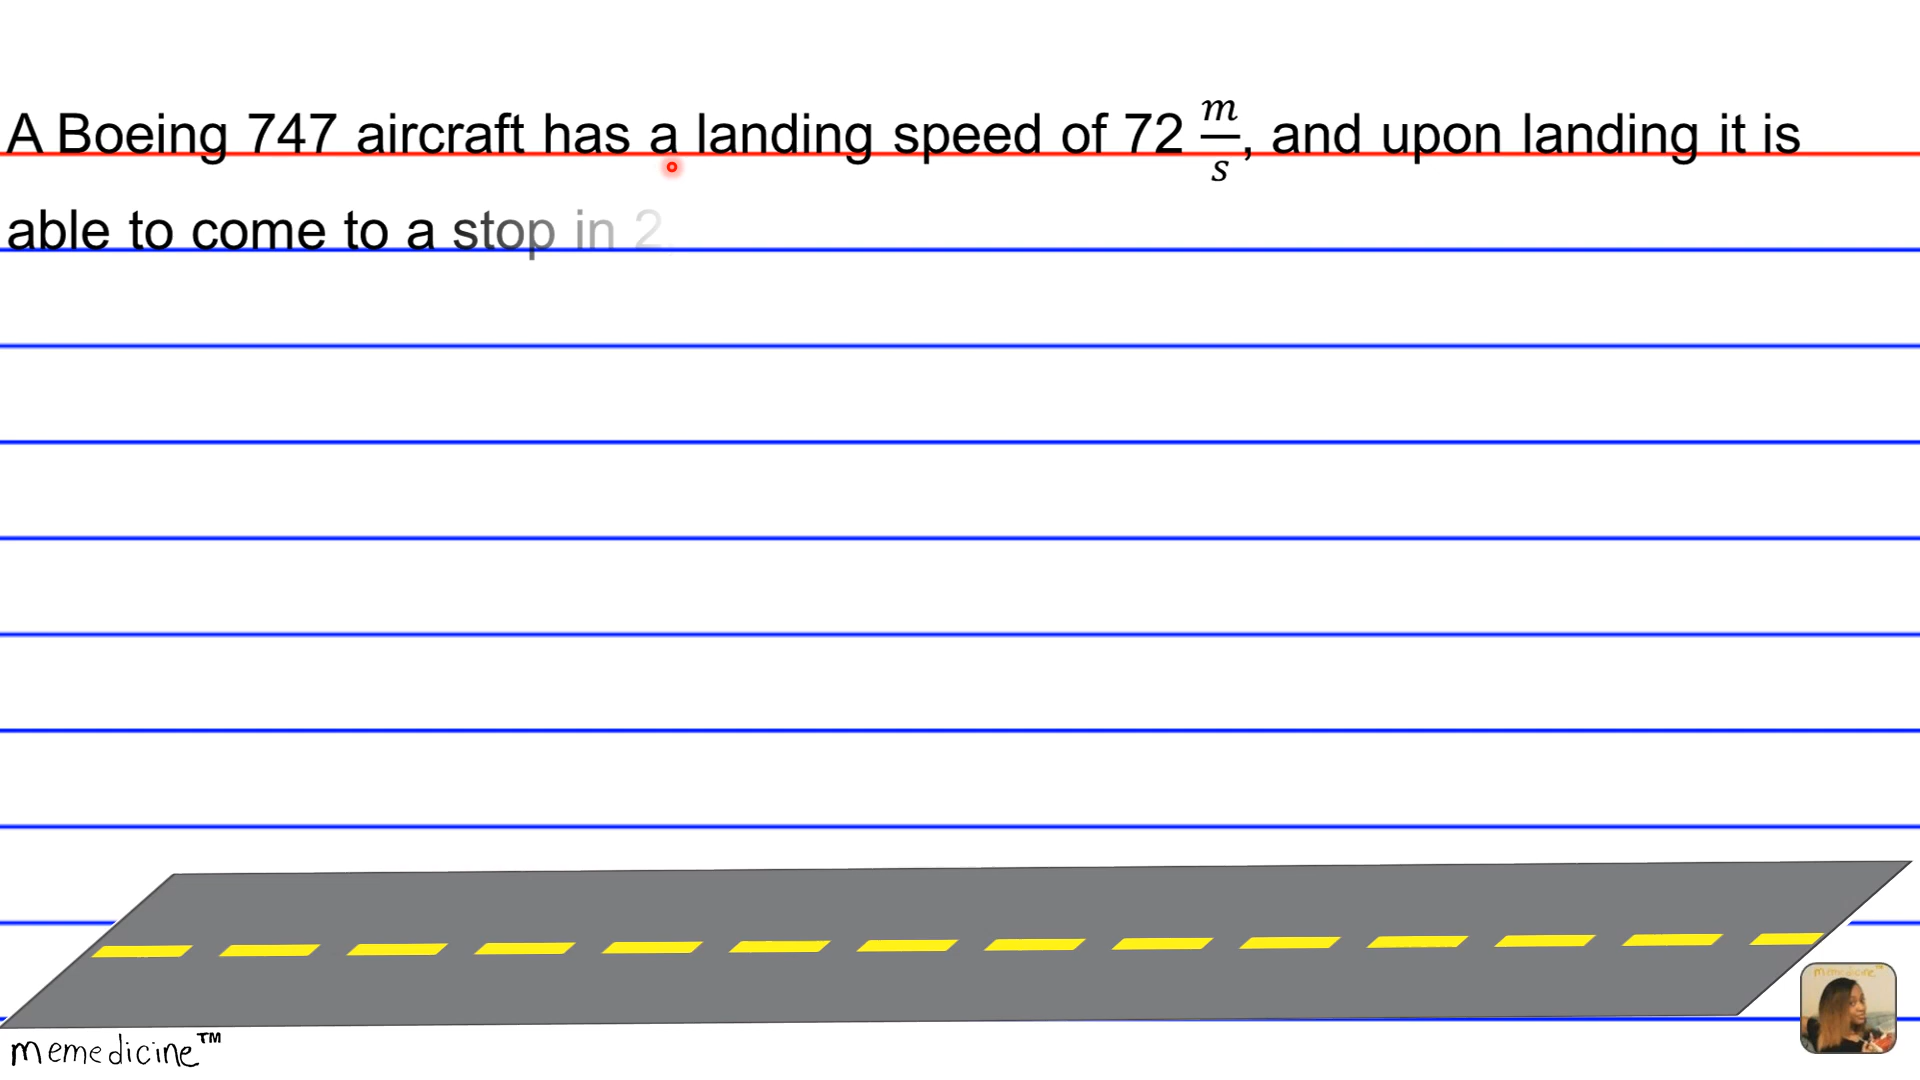 A Boeing 747 aircraft has a landing speed of 72 m/s, and upon landing it is
able to come to a stop in 2
memedicine™
memedicine™